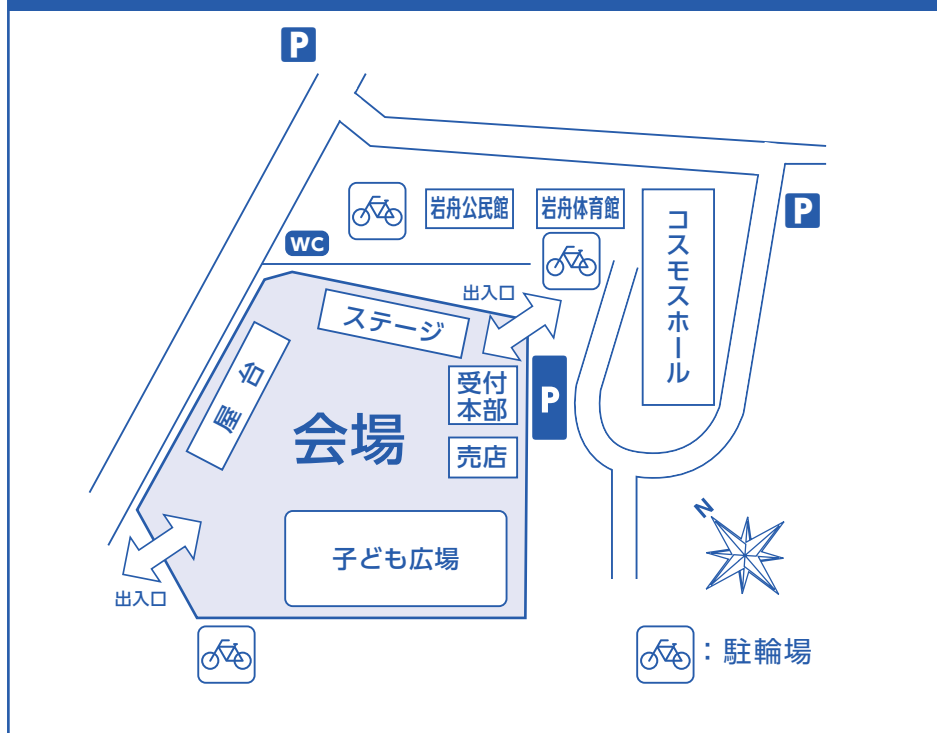 P
岩舟公民館
岩舟体育館
コスモスホール
P
WC
出入口
ステージ
屋台
受付
本部
P
会場
売店
子ども広場
N
出入口
：駐輪場